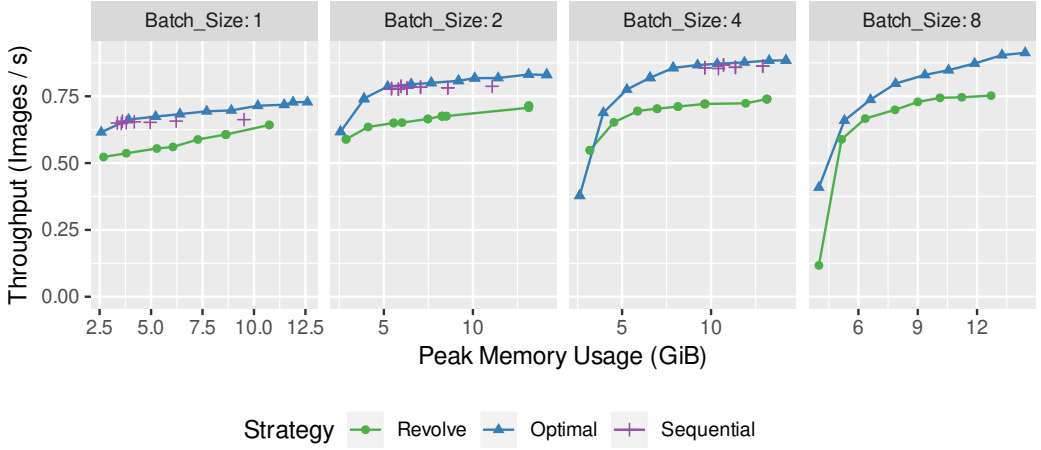 Batch_Size: 1
Batch_Size: 2
Batch_Size: 4
Batch_Size: 8
Throughput (Images / s)
0.75
0.50
0.25
0.00
2.5 5.0 7.5 10.0 12.5
5 10
5 10
6 9 12
Peak Memory Usage (GiB)
Strategy Revolve Optimal Sequential